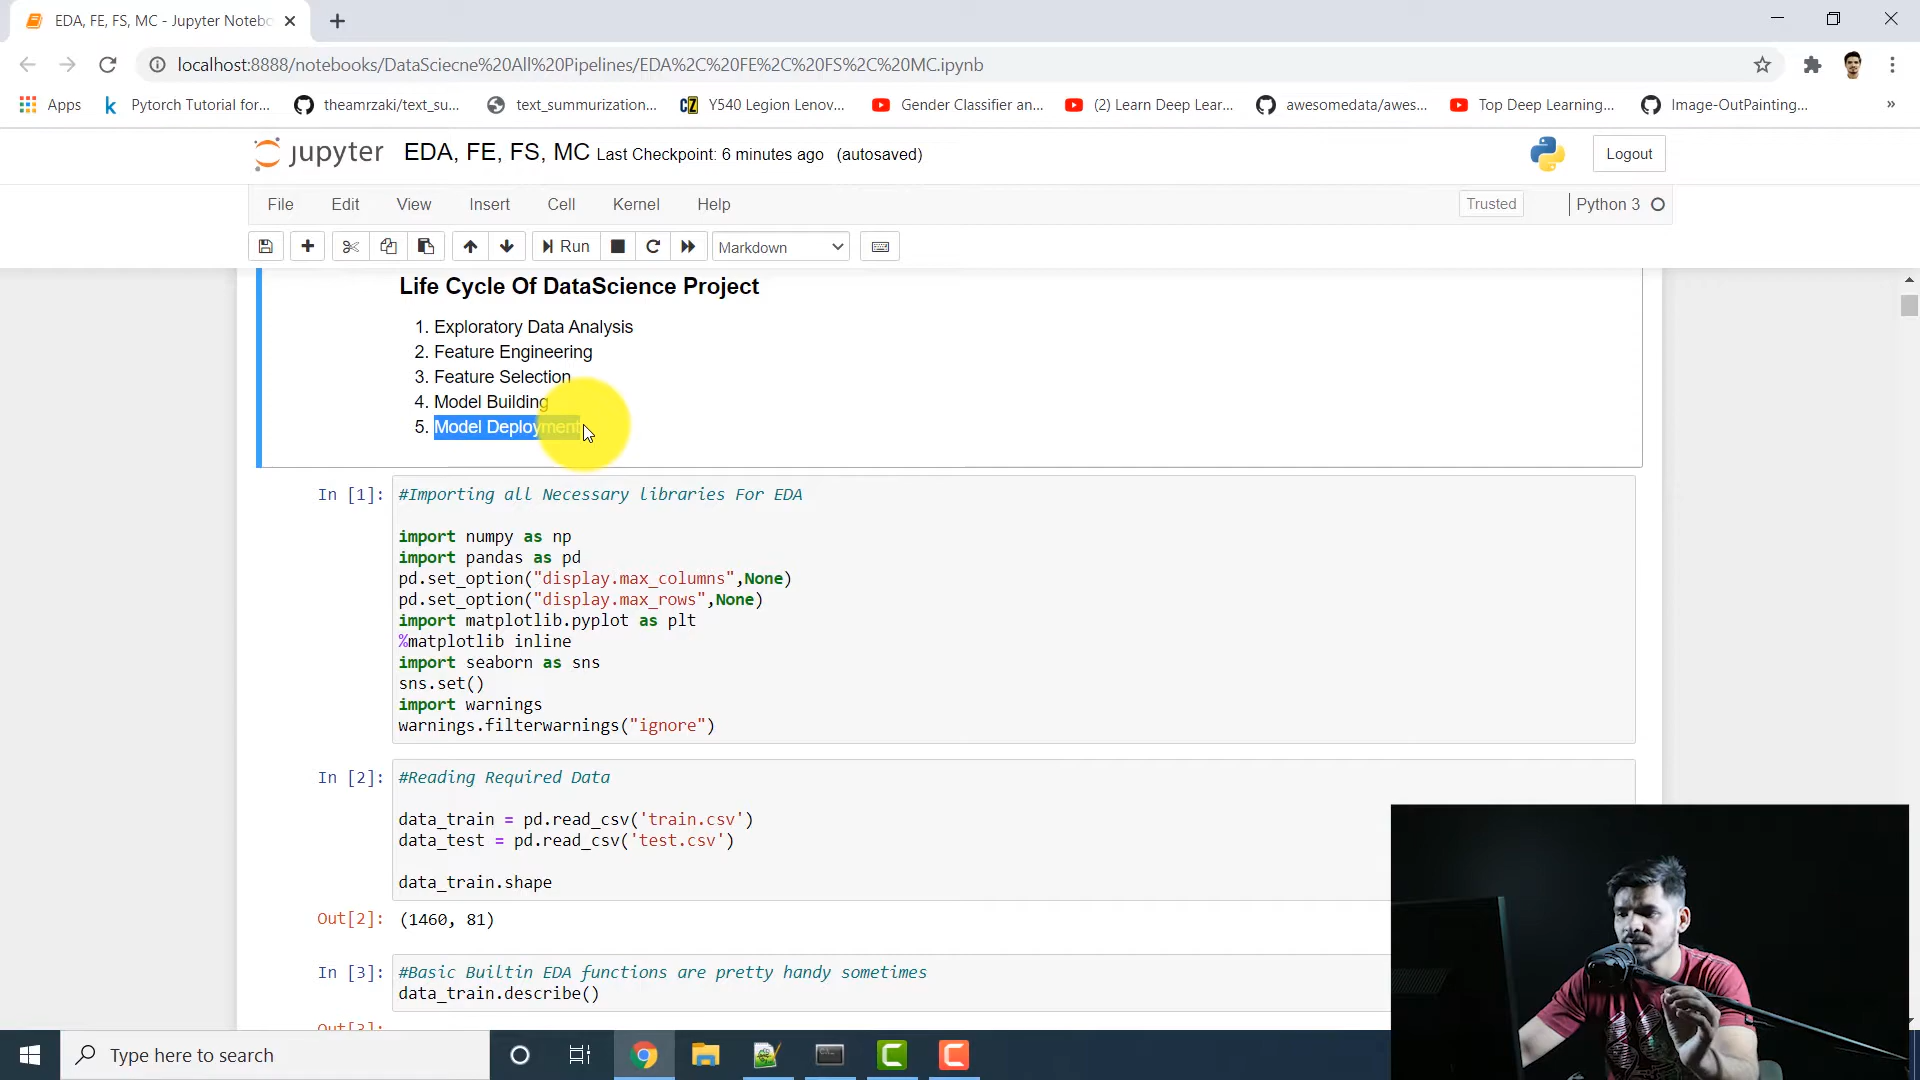 EDA, FE, FS, MC - Jupyter Notebo
localhost:8888/notebooks/DataSciecne%20All%20Pipelines/EDA%2C%20FE%2C%20FS%2C%20MC.ipynb
Apps
Pytorch Tutorial for...
theamrzaki/text_su...
text_summurization...
Y540 Legion Lenov...
Gender Classifier an...
(2) Learn Deep Lear...
awesomedata/awes...
Top Deep Learning...
Image-OutPainting...
»
jupyter EDA, FE, FS, MC Last Checkpoint: 6 minutes ago (autosaved)
Logout
File Edit View Insert Cell Kernel Help
Trusted
Python 3
Run
Markdown
Life Cycle Of DataScience Project
1. Exploratory Data Analysis
2. Feature Engineering
3. Feature Selection
4. Model Building
5. Model Deployment
In [1]: #Importing all Necessary libraries For EDA
import numpy as np
import pandas as pd
pd.set_option("display.max_columns",None)
pd.set_option("display.max_rows",None)
import matplotlib.pyplot as plt
%matplotlib inline
import seaborn as sns
sns.set()
import warnings
warnings.filterwarnings("ignore")
In [2]: #Reading Required Data
data_train = pd.read_csv('train.csv')
data_test = pd.read_csv('test.csv')
data_train.shape
Out[2]: (1460, 81)
In [3]: #Basic Builtin EDA functions are pretty handy sometimes
data_train.describe()
Out[3]:
Type here to search